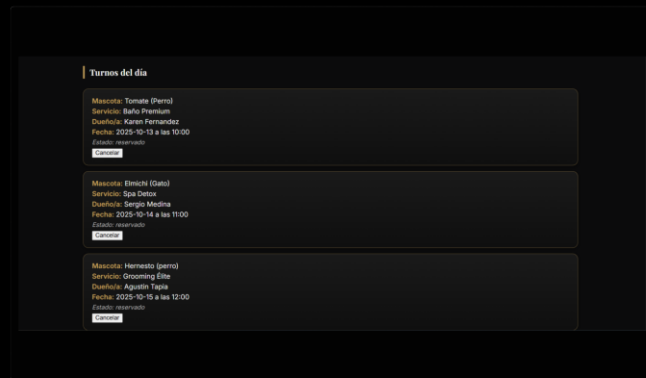 Turnos del día
Mascota: Tomate (Perro)
Servicio: Baño Premium
Dueño/a: Karen Fernandez
Fecha: 2025-10-13 a las 10:00
Estado: reservado
Cancelar
Mascota: Elmichi (Gato)
Servicio: Spa Detox
Dueño/a: Sergio Medina
Fecha: 2025-10-14 a las 11:00
Estado: reservado
Cancelar
Mascota: Hernesto (perro)
Servicio: Grooming Élite
Dueño/a: Agustin Tapia
Fecha: 2025-10-15 a las 12:00
Estado: reservado
Cancelar